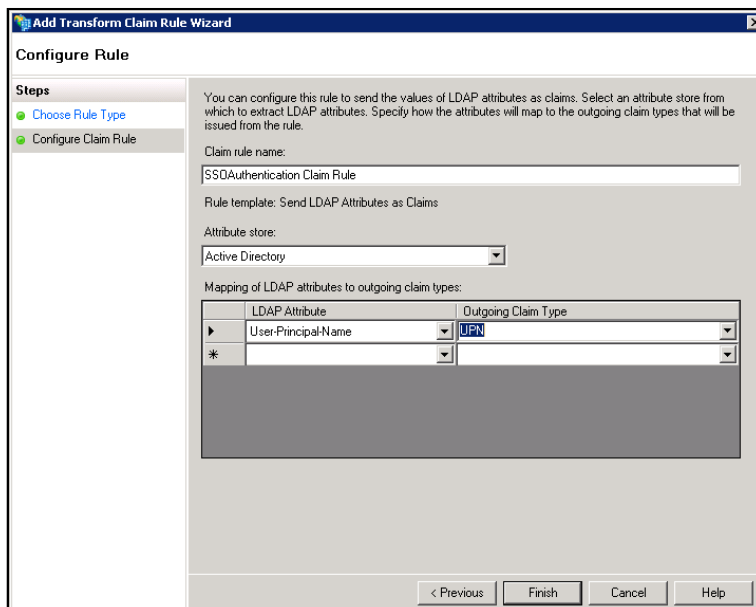 Add Transform Claim Rule Wizard
Configure Rule
Steps
Choose Rule Type
Configure Claim Rule
You can configure this rule to send the values of LDAP attributes as claims. Select an attribute store from
which to extract LDAP attributes. Specify how the attributes will map to the outgoing claim types that will be
issued from the rule.
Claim rule name:
SSOAuthentication Claim Rule
Rule template: Send LDAP Attributes as Claims
Attribute store:
Active Directory
Mapping of LDAP attributes to outgoing claim types:
LDAP Attribute Outgoing Claim Type
User-Principal-Name UPN
< Previous Finish Cancel Help